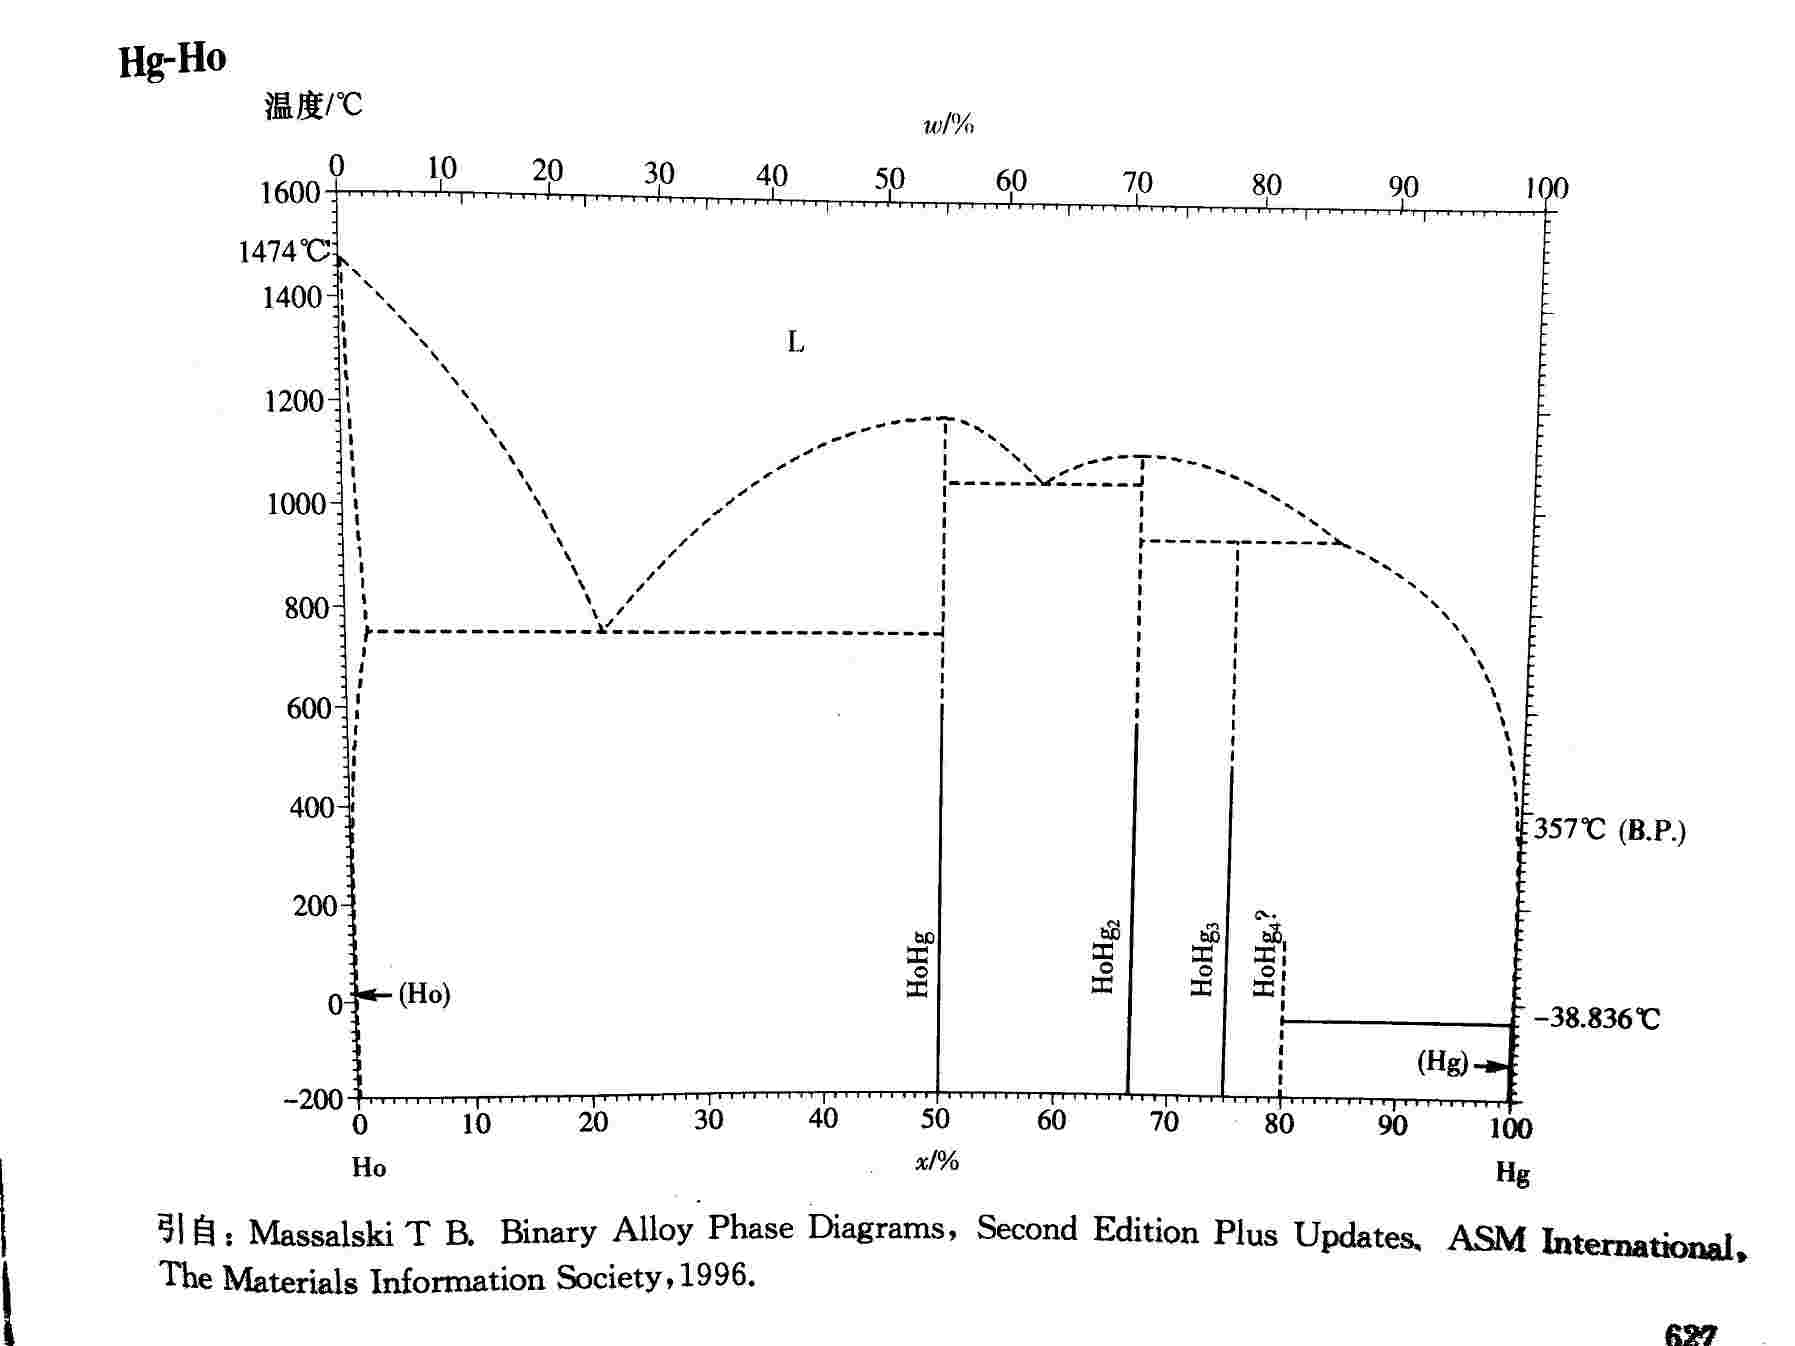 Hg-Ho
温度/℃
w/%
0 10 20 30 40 50 60 70 80 90 100
1600
1474℃
1400
L
1200
1000
800
600
400
357℃ (B.P.)
200
HoHg
HoHg₂
HoHg₃
HoHg₄?
(Ho)
0
-38.836℃
(Hg)
-200
0 10 20 30 40 50 60 70 80 90 100
Ho
x/%
Hg
引自: Massalski T B. Binary Alloy Phase Diagrams, Second Edition Plus Updates、ASM International,
The Materials Information Society,1996.
627